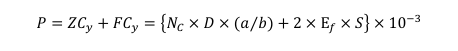 P = ZC_y + FC_y = {N_C × D × (a/b) + 2 × E_f × S} × 10^{-3}